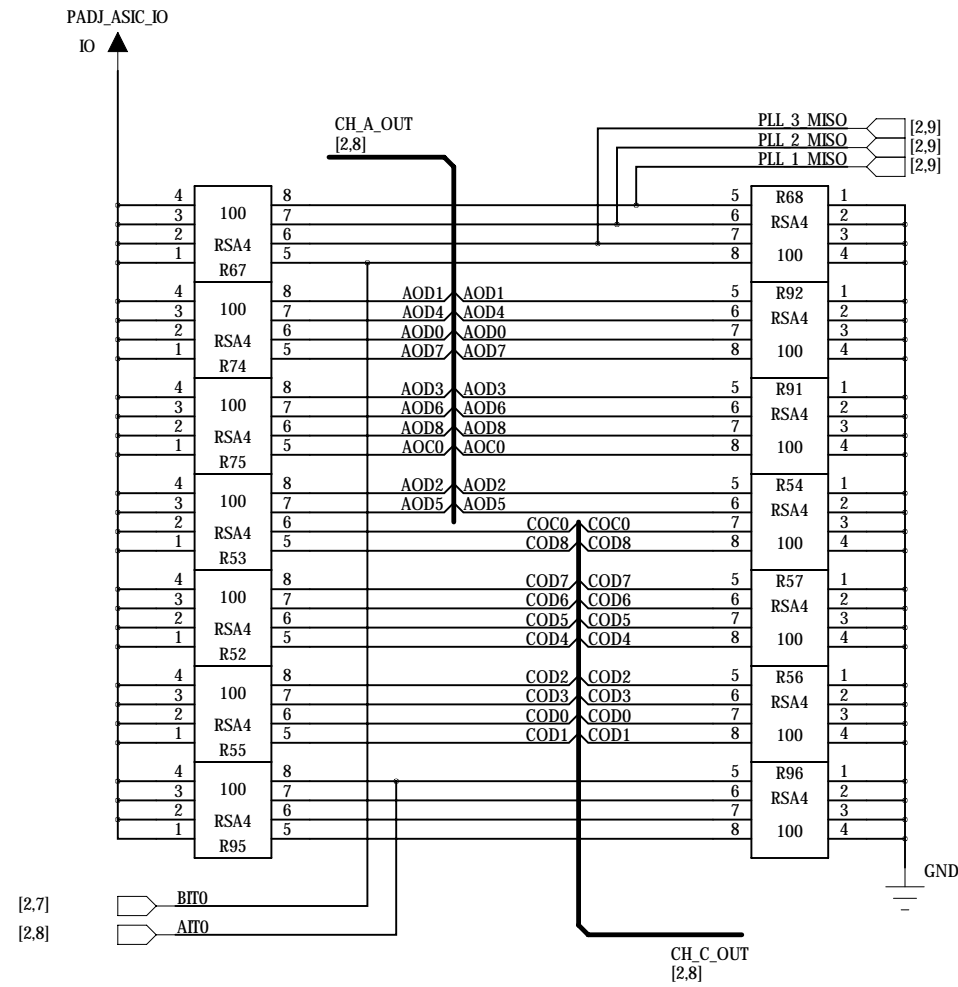 PADJ_ASIC_IO
IO
CH_A_OUT
[2,8]
PLL_3_MISO [2,9]
PLL_2_MISO [2,9]
PLL_1_MISO [2,9]
4 8 5 R68 1
3 100 7 6 RSA4 2
2 RSA4 6 7 3
1 R67 5 8 100 4
4 8 AOD1 AOD1 5 R92 1
3 100 7 AOD4 AOD4 6 RSA4 2
2 RSA4 6 AOD0 AOD0 7 3
1 R74 5 AOD7 AOD7 8 100 4
4 8 AOD3 AOD3 5 R91 1
3 100 7 AOD6 AOD6 6 RSA4 2
2 RSA4 6 AOD8 AOD8 7 3
1 R75 5 AOC0 AOC0 8 100 4
4 8 AOD2 AOD2 5 R54 1
3 100 7 AOD5 AOD5 6 RSA4 2
2 RSA4 6 COC0 COC0 7 3
1 R53 5 COD8 COD8 8 100 4
4 8 COD7 COD7 5 R57 1
3 100 7 COD6 COD6 6 RSA4 2
2 RSA4 6 COD5 COD5 7 3
1 R52 5 COD4 COD4 8 100 4
4 8 COD2 COD2 5 R56 1
3 100 7 COD3 COD3 6 RSA4 2
2 RSA4 6 COD0 COD0 7 3
1 R55 5 COD1 COD1 8 100 4
4 8 5 R96 1
3 100 7 6 RSA4 2
2 RSA4 6 7 3
1 R95 5 8 100 4
GND
[2,7] BIT0
[2,8] AIT0
CH_C_OUT
[2,8]